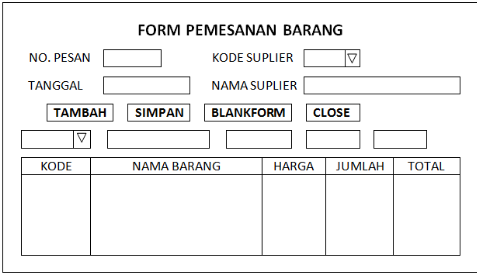 FORM PEMESANAN BARANG
NO. PESAN KODE SUPLIER
TANGGAL NAMA SUPLIER
TAMBAH SIMPAN BLANKFORM CLOSE
KODE NAMA BARANG HARGA JUMLAH TOTAL